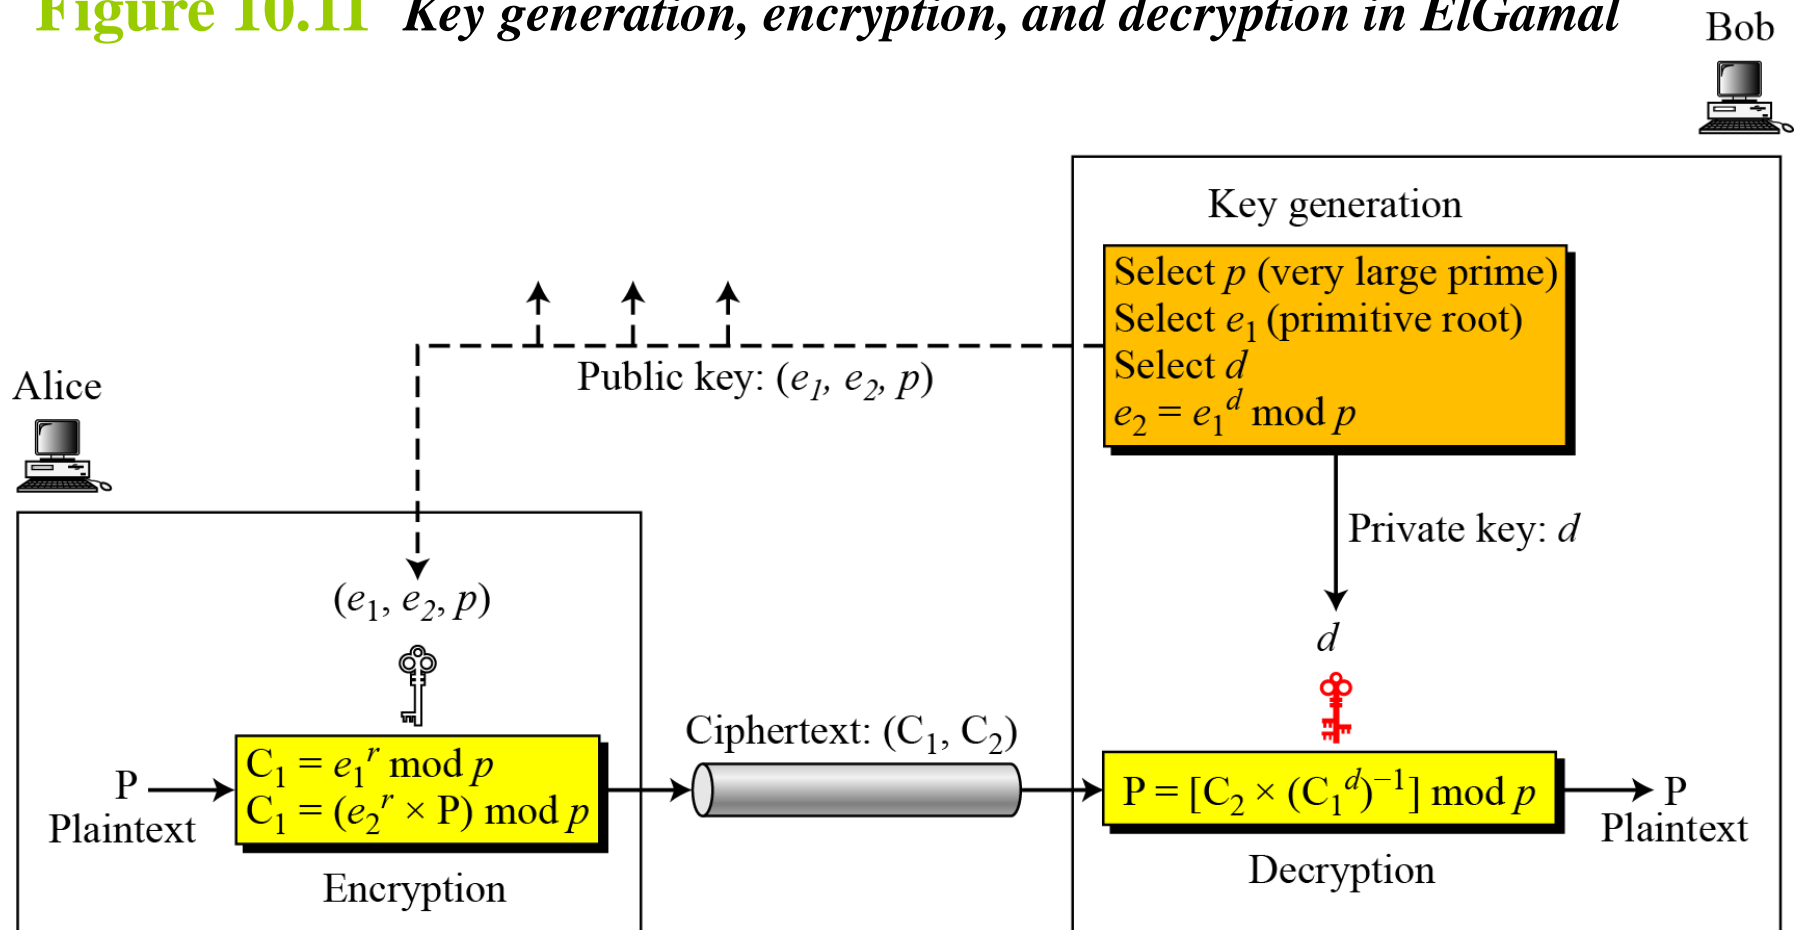 Figure 10.11 Key generation, encryption, and decryption in ElGamal
Bob
Key generation
Select p (very large prime)
Select e₁ (primitive root)
Select d
e₂ = e₁ᵈ mod p
Public key: (e₁, e₂, p)
Alice
Private key: d
(e₁, e₂, p)
d
Ciphertext: (C₁, C₂)
P
Plaintext
C₁ = e₁ʳ mod p
C₁ = (e₂ʳ × P) mod p
Encryption
P = [C₂ × (C₁ᵈ)⁻¹] mod p
Decryption
P
Plaintext